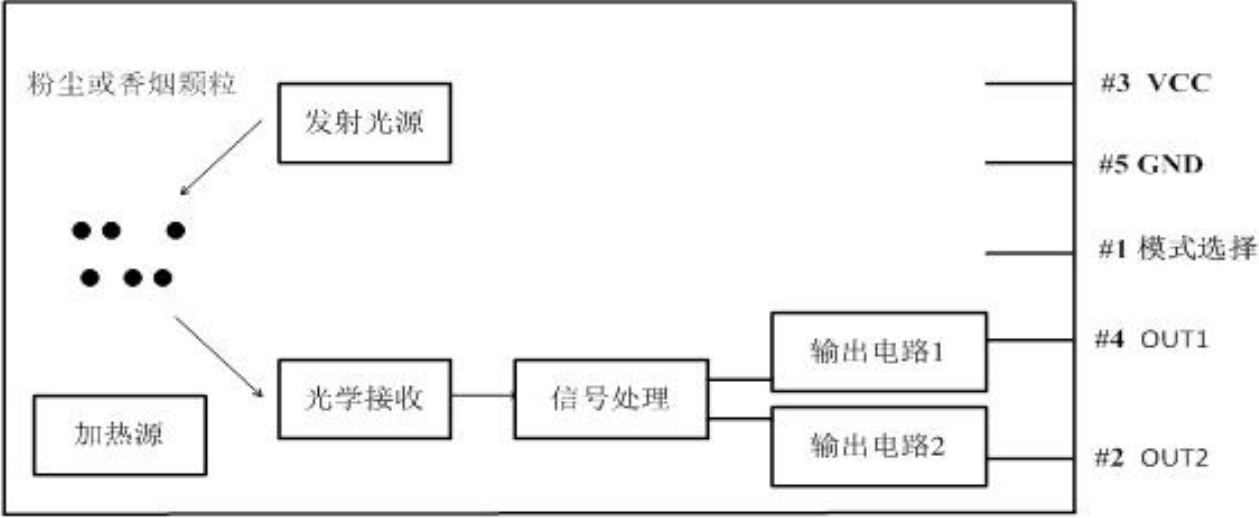 粉尘或香烟颗粒
发射光源
#3 VCC
#5 GND
#1 模式选择
输出电路1
#4 OUT1
光学接收
信号处理
加热源
输出电路2
#2 OUT2